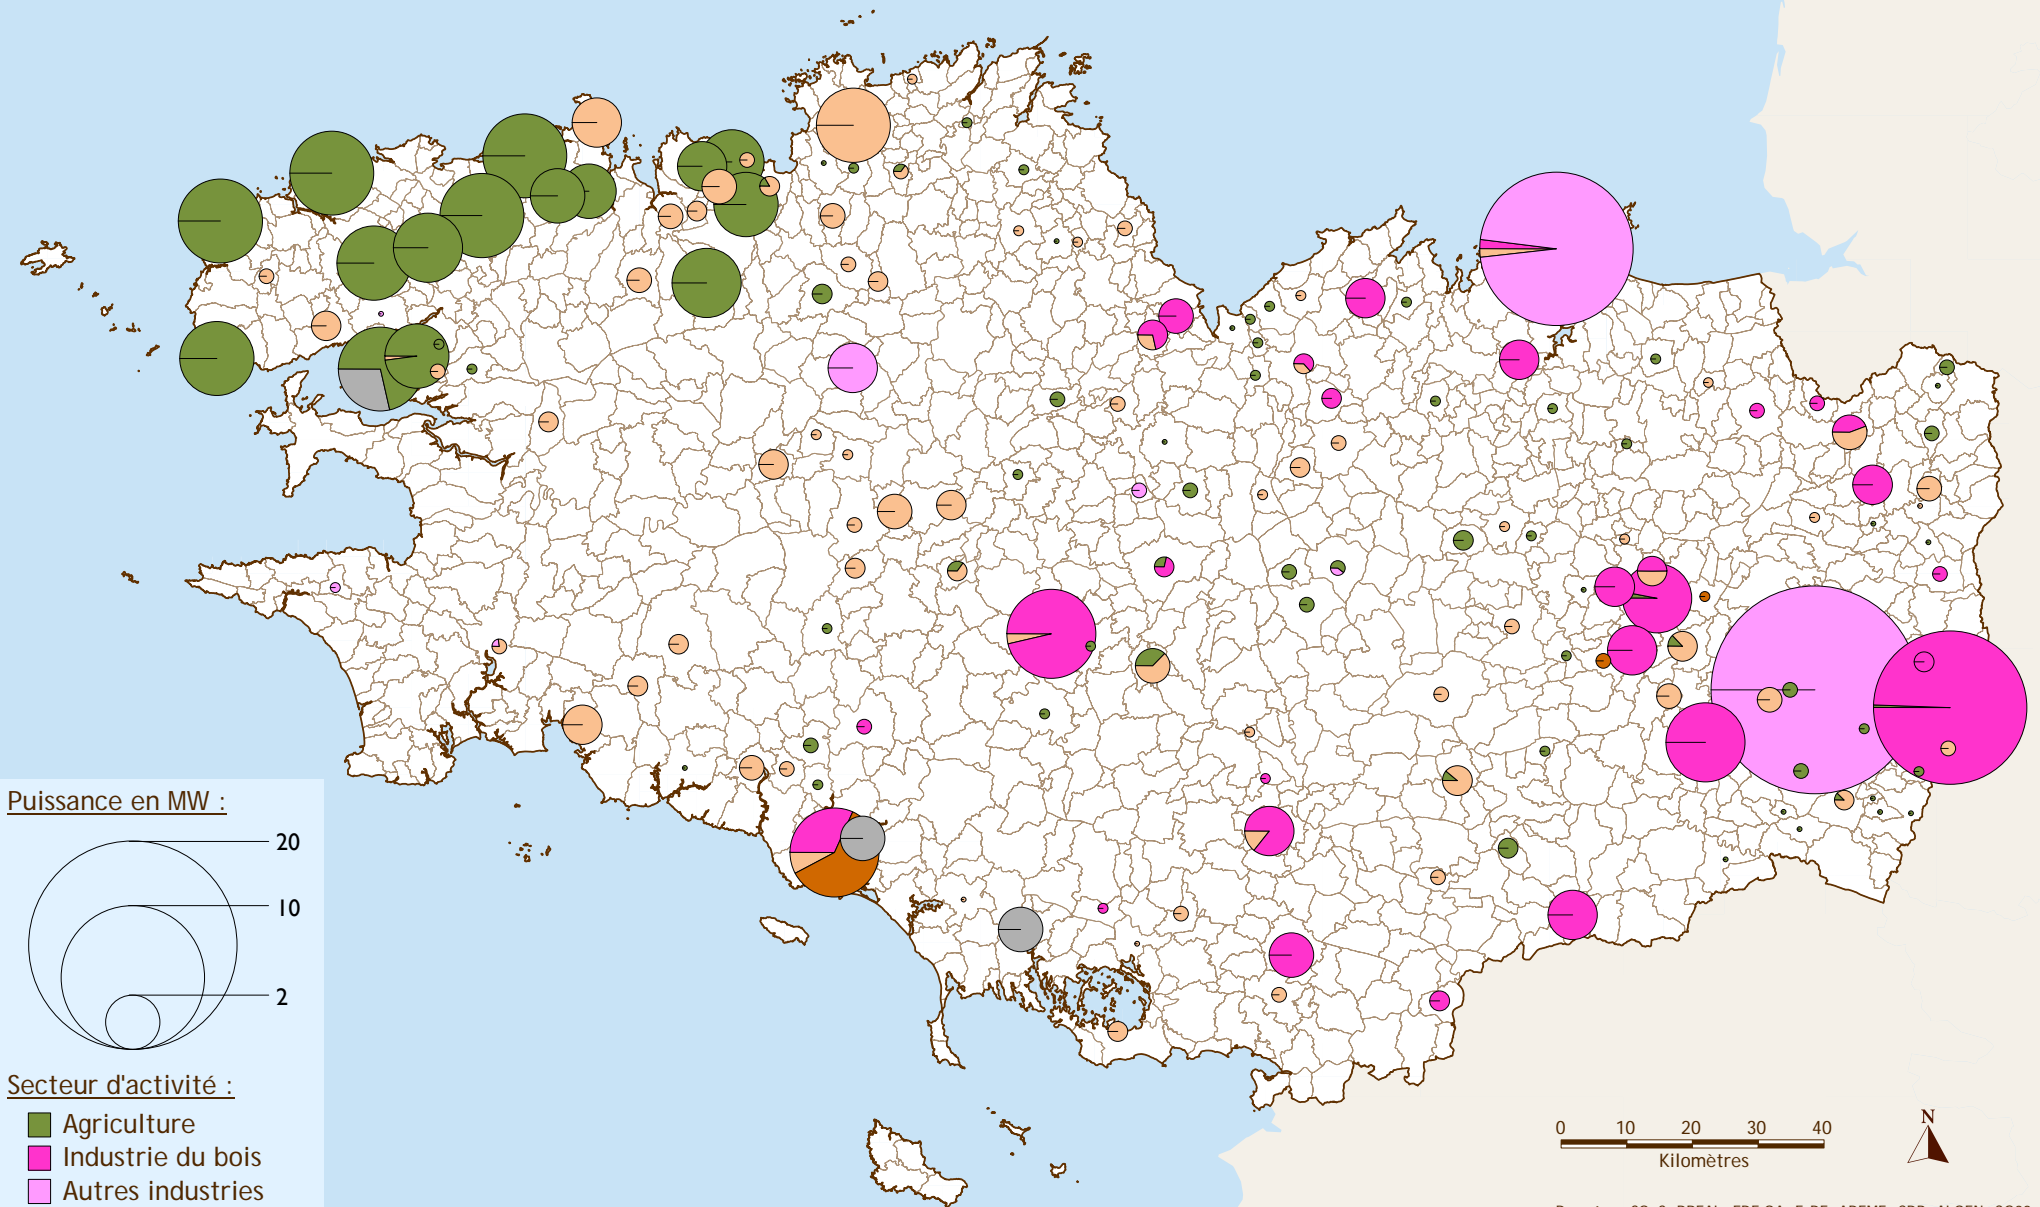 Puissance en MW :
20
10
2
Secteur d'activité :
Agriculture
Industrie du bois
Autres industries
0 10 20 30 40
Kilomètres
N